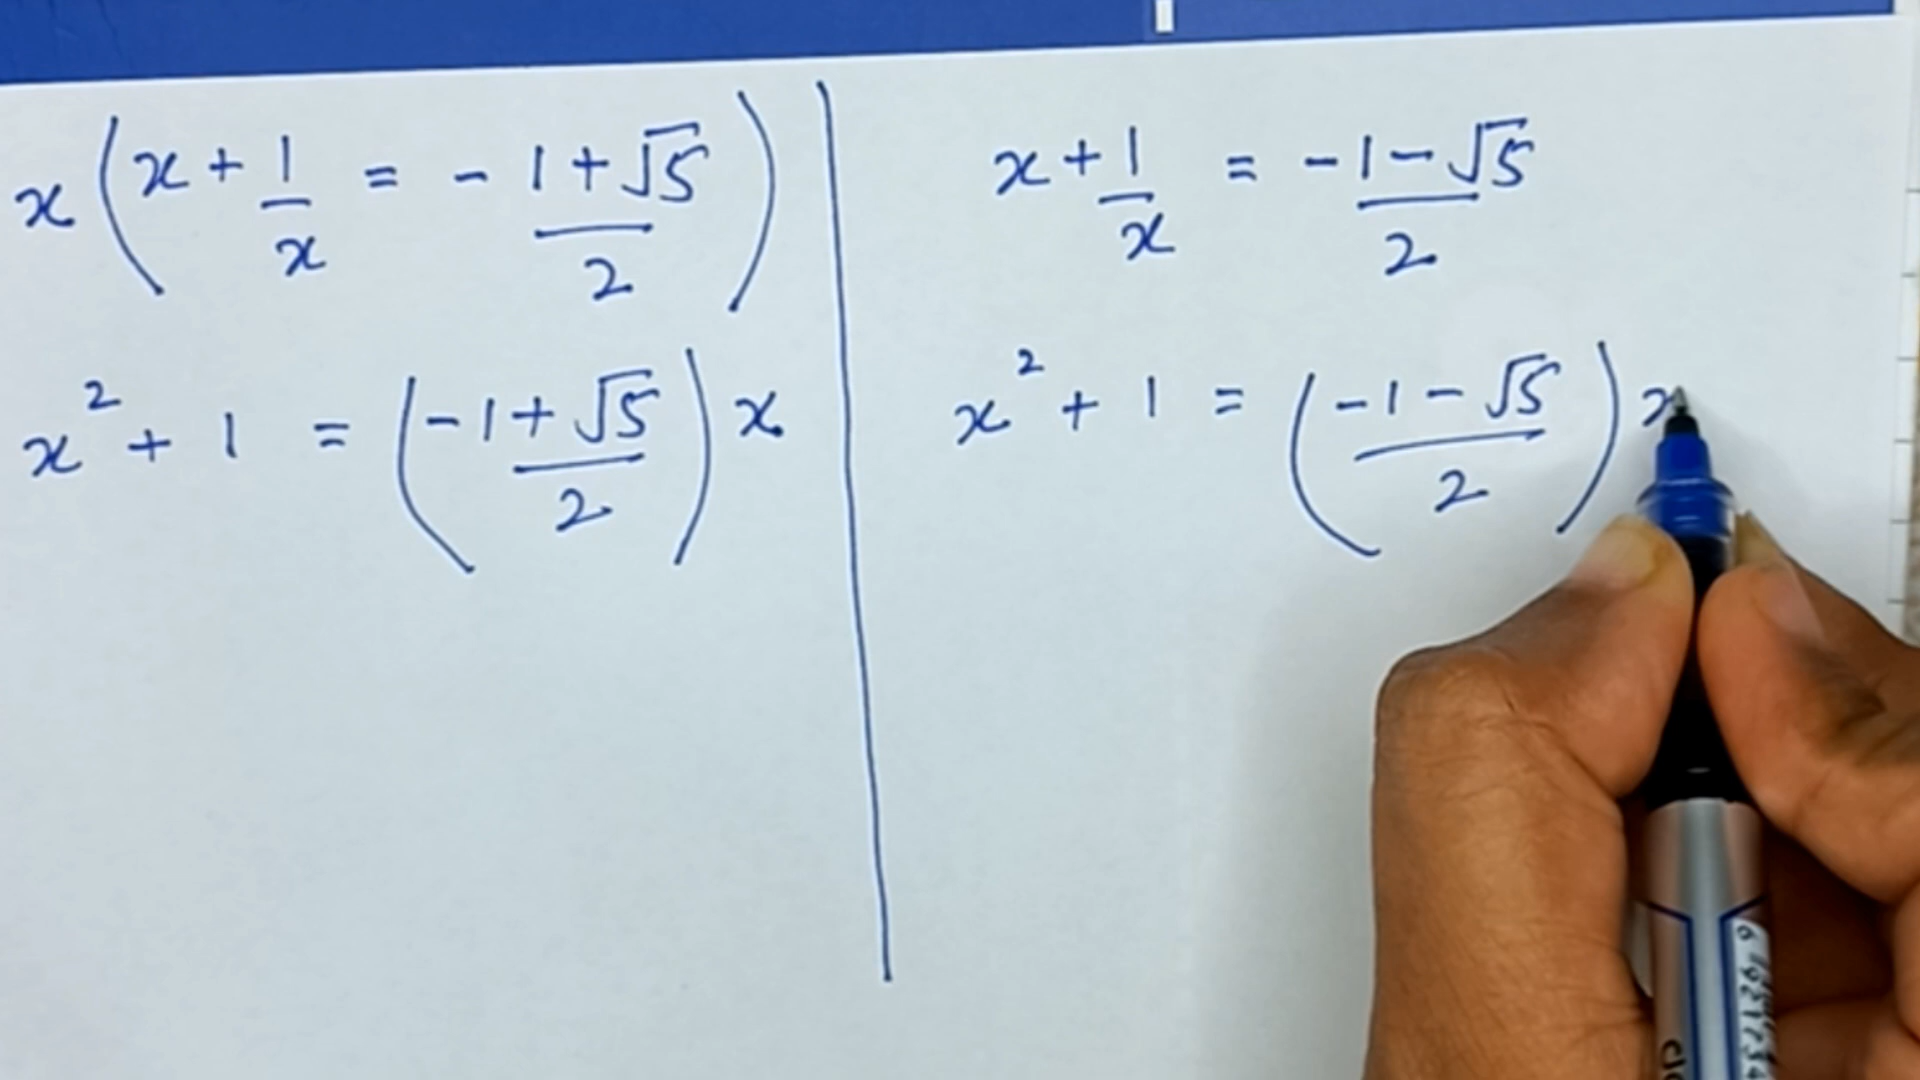 x(x + 1/x = -1+√5/2)
x² + 1 = (-1+√5/2)x
x + 1/x = -1-√5/2
x² + 1 = (-1-√5/2)x